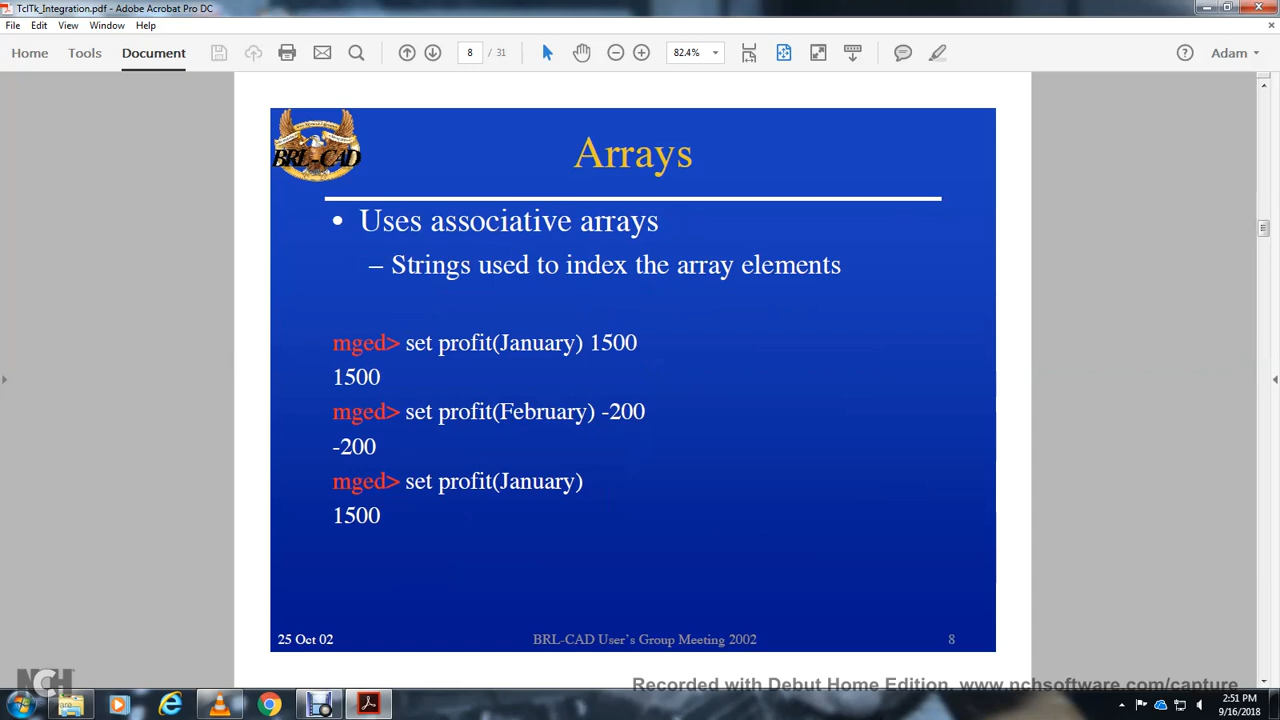 TclTk_Integration.pdf - Adobe Acrobat Pro DC
File Edit View Window Help
Home Tools Document 8 / 31 82.4% Adam
BRL-CAD
Arrays
• Uses associative arrays
– Strings used to index the array elements
mged> set profit(January) 1500
1500
mged> set profit(February) -200
-200
mged> set profit(January)
1500
25 Oct 02 BRL-CAD User's Group Meeting 2002 8
NCH
Recorded with Debut Home Edition. www.nchsoftware.com/capture
2:51 PM
9/16/2018